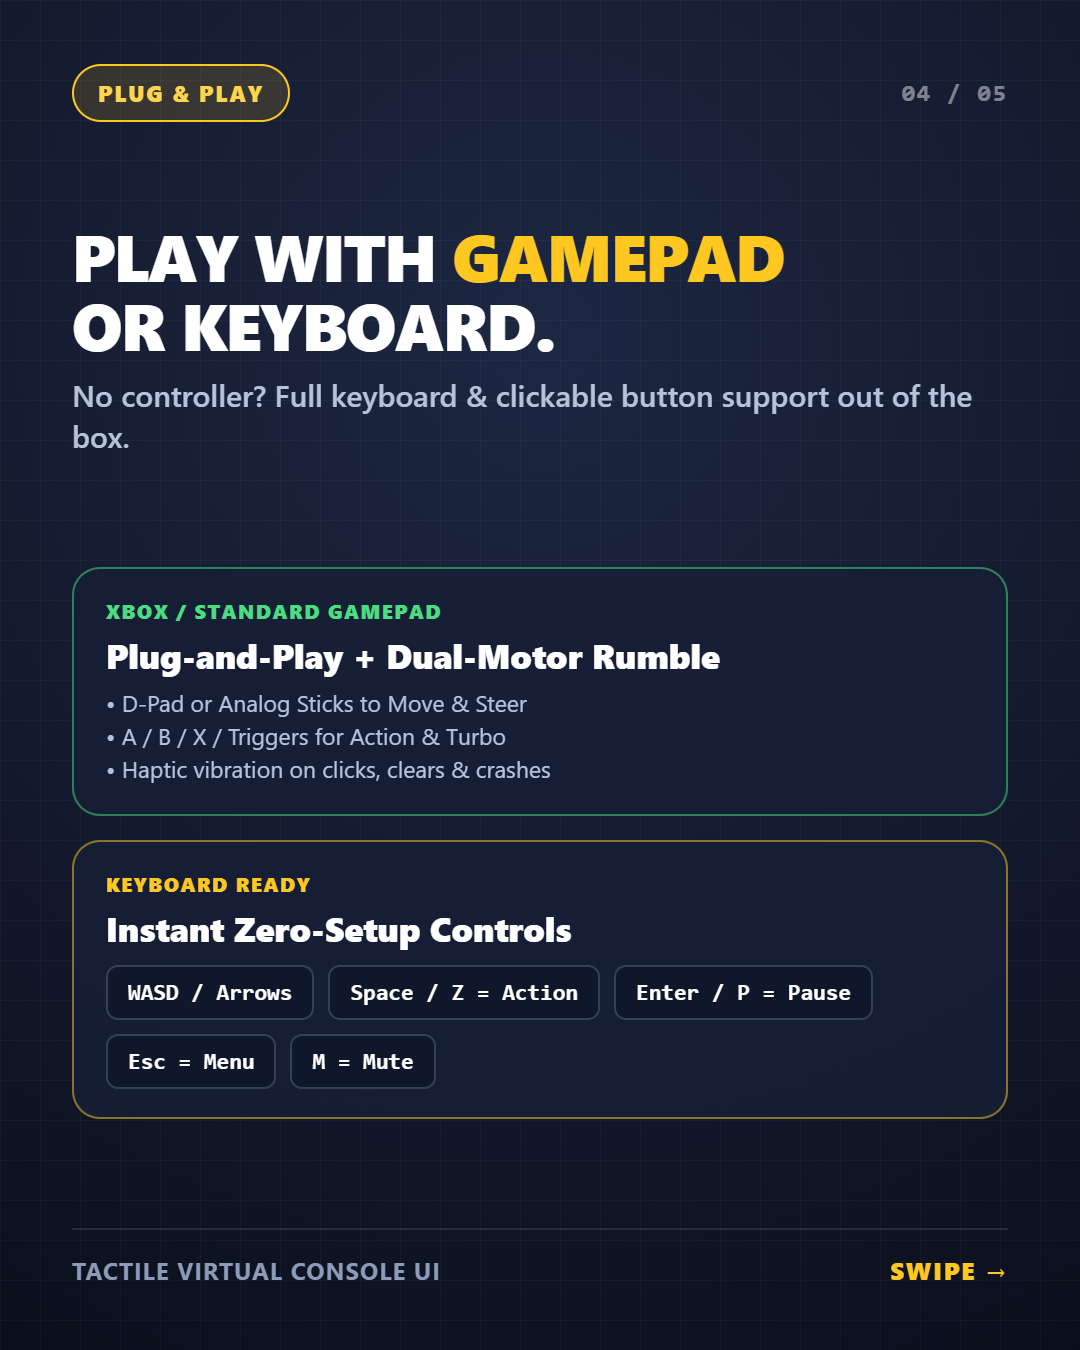 PLUG & PLAY
04 / 05
PLAY WITH GAMEPAD
OR KEYBOARD.
No controller? Full keyboard & clickable button support out of the
box.
XBOX / STANDARD GAMEPAD
Plug-and-Play + Dual-Motor Rumble
• D-Pad or Analog Sticks to Move & Steer
• A / B / X / Triggers for Action & Turbo
• Haptic vibration on clicks, clears & crashes
KEYBOARD READY
Instant Zero-Setup Controls
WASD / Arrows
Space / Z = Action
Enter / P = Pause
Esc = Menu
M = Mute
TACTILE VIRTUAL CONSOLE UI
SWIPE →